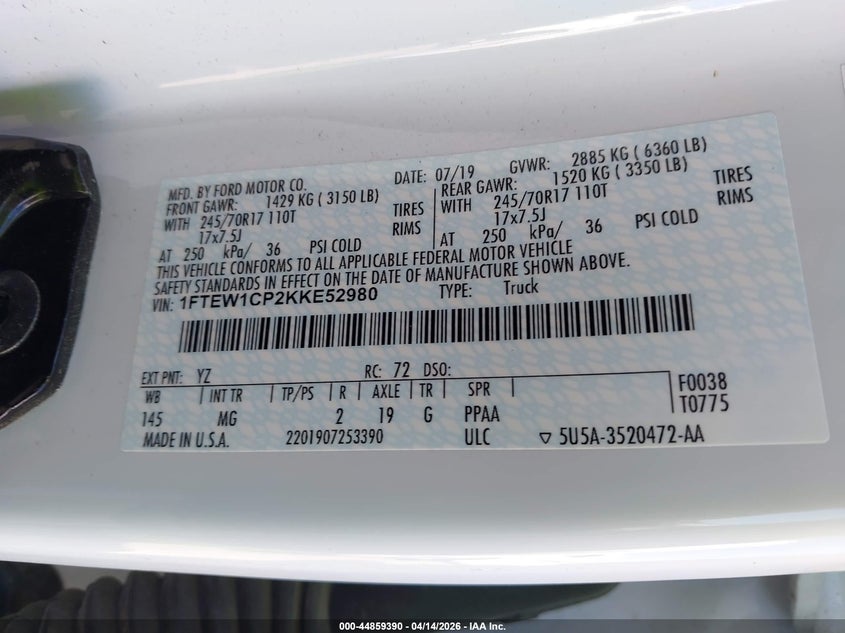 MFD. BY FORD MOTOR CO. DATE: 07/19 GVWR: 2885 KG ( 6360 LB)
FRONT GAWR: 1429 KG ( 3150 LB) REAR GAWR: 1520 KG ( 3350 LB)
WITH 245/70R17 110T TIRES WITH 245/70R17 110T TIRES
17x7.5J RIMS 17x7.5J RIMS
AT 250 kPa/ 36 PSI COLD AT 250 kPa/ 36 PSI COLD
THIS VEHICLE CONFORMS TO ALL APPLICABLE FEDERAL MOTOR VEHICLE
SAFETY STANDARDS IN EFFECT ON THE DATE OF MANUFACTURE SHOWN ABOVE.
VIN: 1FTEW1CP2KKE52980 TYPE: Truck
EXT PNT: YZ RC: 72 DSO:
WB INT TR TP/PS R AXLE TR SPR F0038
145 MG 2 19 G PPAA T0775
MADE IN U.S.A. 2201907253390 ULC 5U5A-3520472-AA
000-44859390 - 04/14/2026 - IAA Inc.